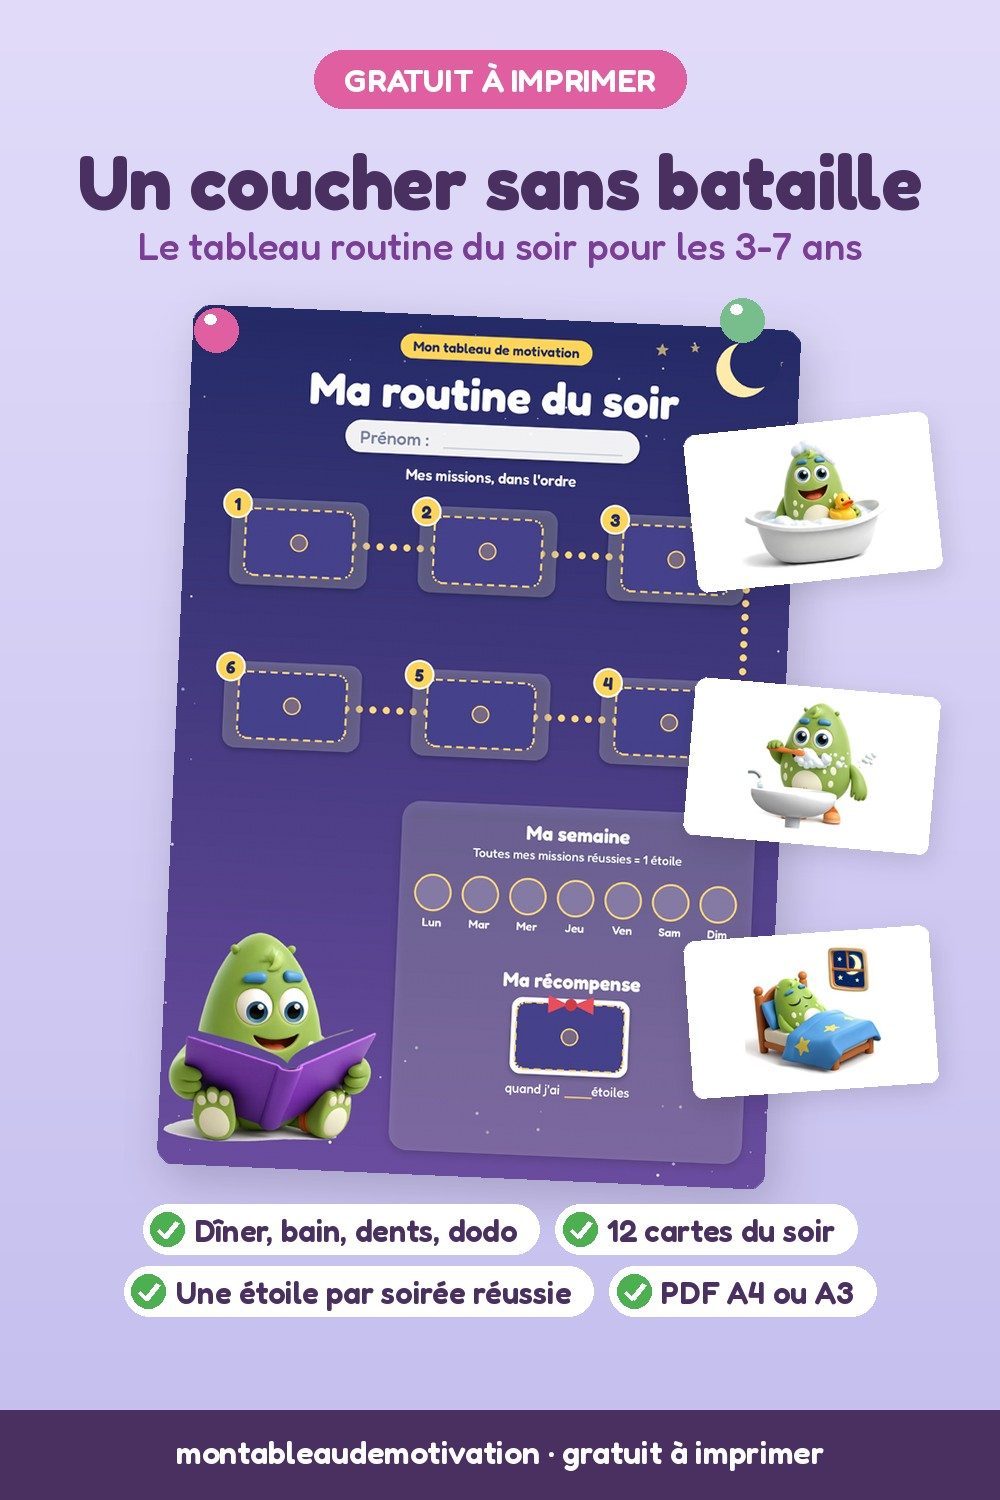 GRATUIT À IMPRIMER
Un coucher sans bataille
Le tableau routine du soir pour les 3-7 ans
Mon tableau de motivation
Ma routine du soir
Prénom :
Mes missions, dans l'ordre
1
2
3
6
5
4
Ma semaine
Toutes mes missions réussies = 1 étoile
Lun Mar Mer Jeu Ven Sam Dim
Ma récompense
quand j'ai ___ étoiles
Dîner, bain, dents, dodo
12 cartes du soir
Une étoile par soirée réussie
PDF A4 ou A3
montableaudemotivation · gratuit à imprimer